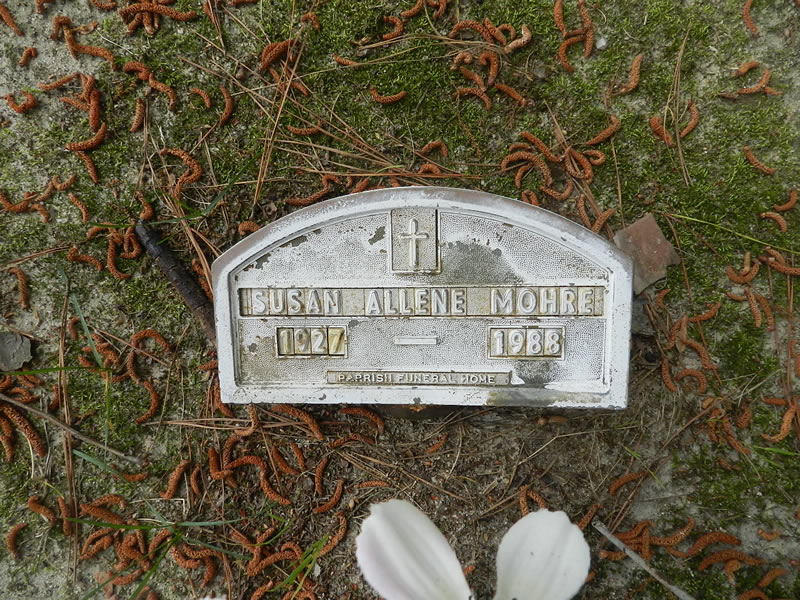 SUSAN ALLENE MOHRE
1927 — 1988
PARRISH FUNERAL HOME